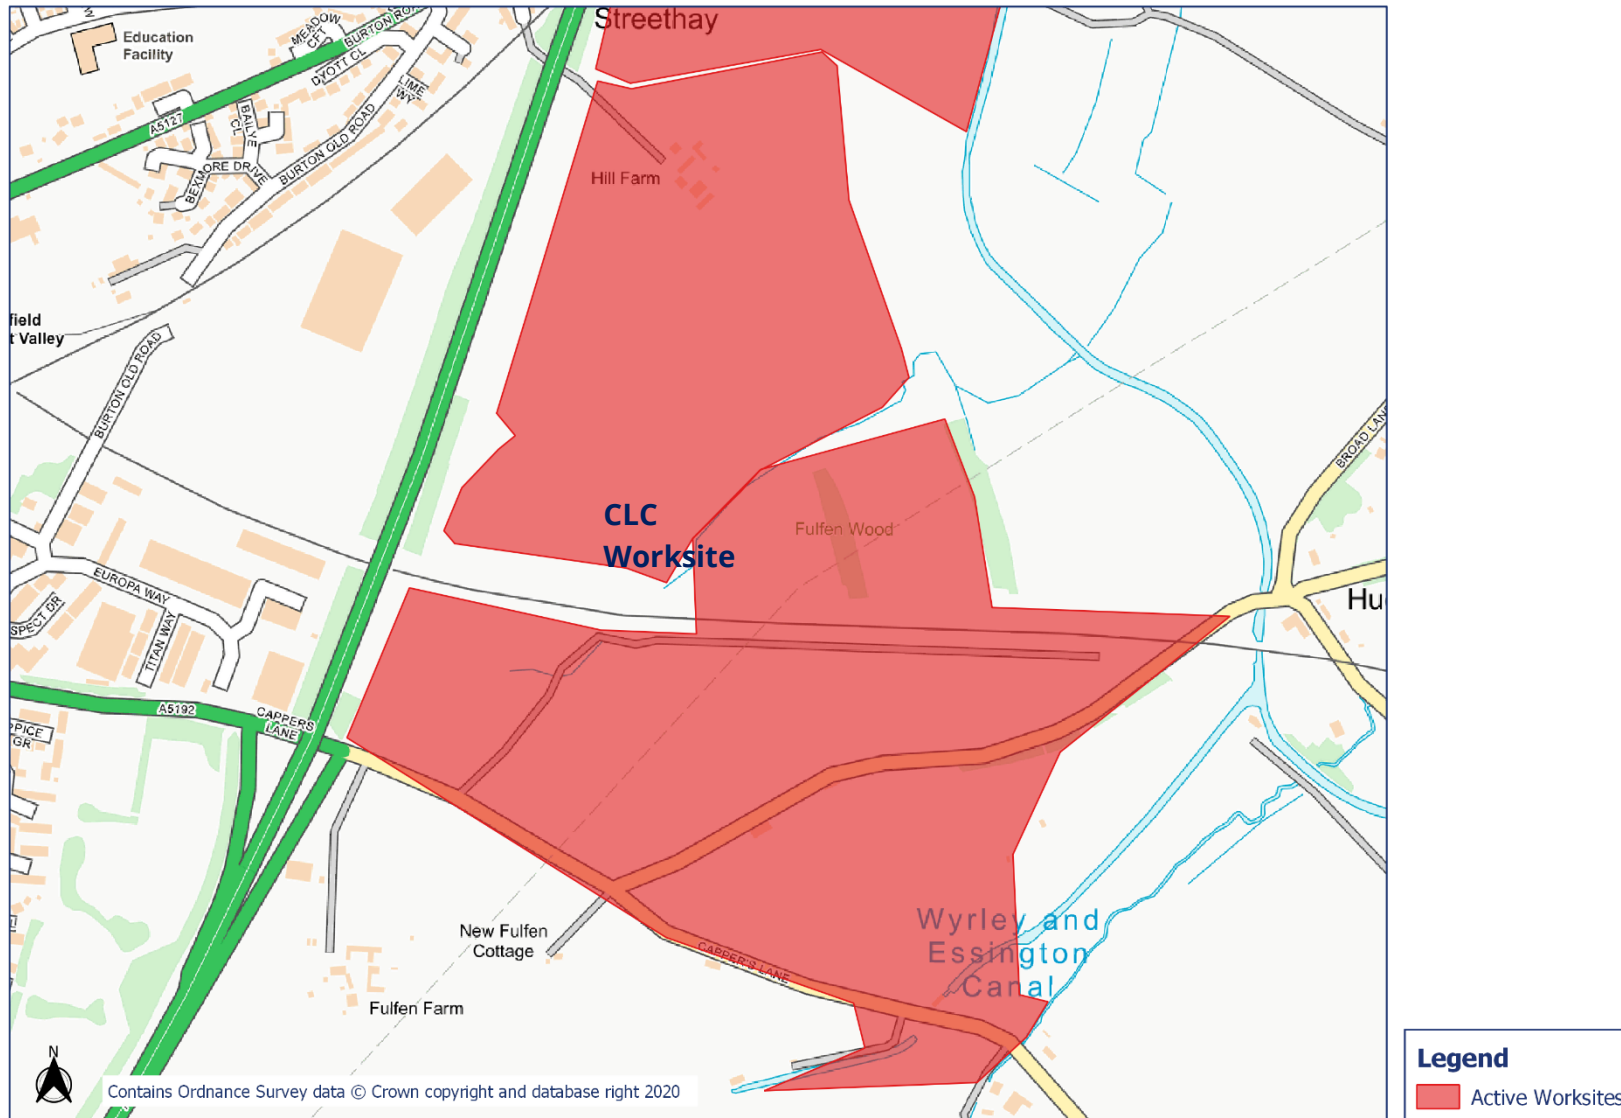 Streethay
Education
Facility
MEADOW
CFT
BURTON ROA
DYOTT CL
LIME
WY
A5127
BAILYE
CL
BURTON OLD ROAD
BEXMORE DRIVE
Hill Farm
field
t Valley
BURTON OLD ROAD
BROAD LANE
CLC
Worksite
Fulfen Wood
EUROPA WAY
SPECT DR
TITAN WAY
Hu
A5192
CAPPERS
LANE
PPICE
GR
New Fulfen
Cottage
CAPPER'S LANE
Wyrley and
Essington
Canal
Fulfen Farm
N
Contains Ordnance Survey data © Crown copyright and database right 2020
Legend
Active Worksites